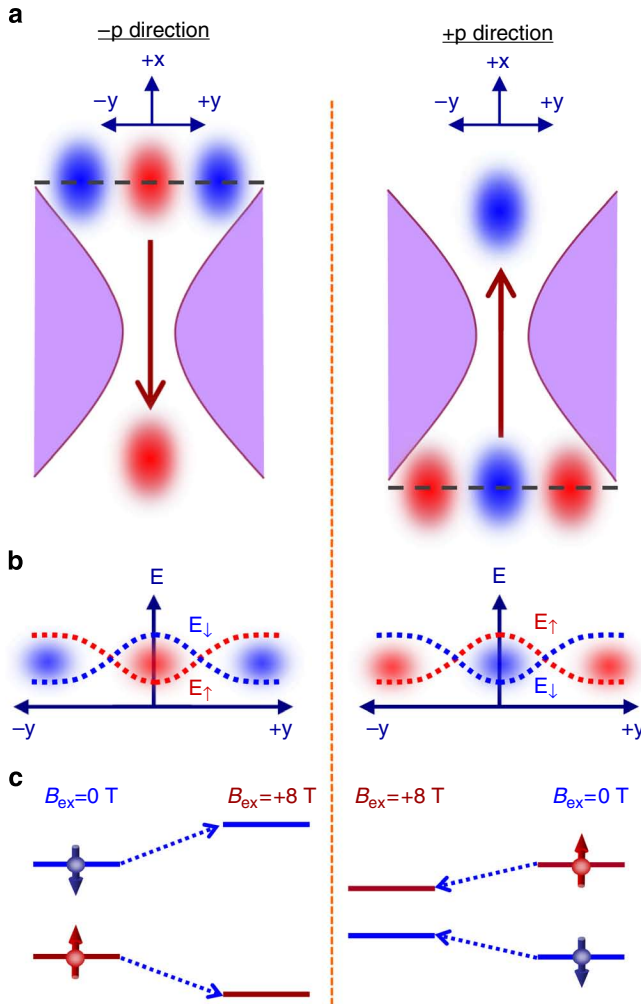 a
–p direction
+p direction
+x
+x
–y +y
–y +y
b
E
E
E↓
E↑
E↑
E↓
–y +y
–y +y
c
Bex=0 T Bex=+8 T
Bex=+8 T Bex=0 T